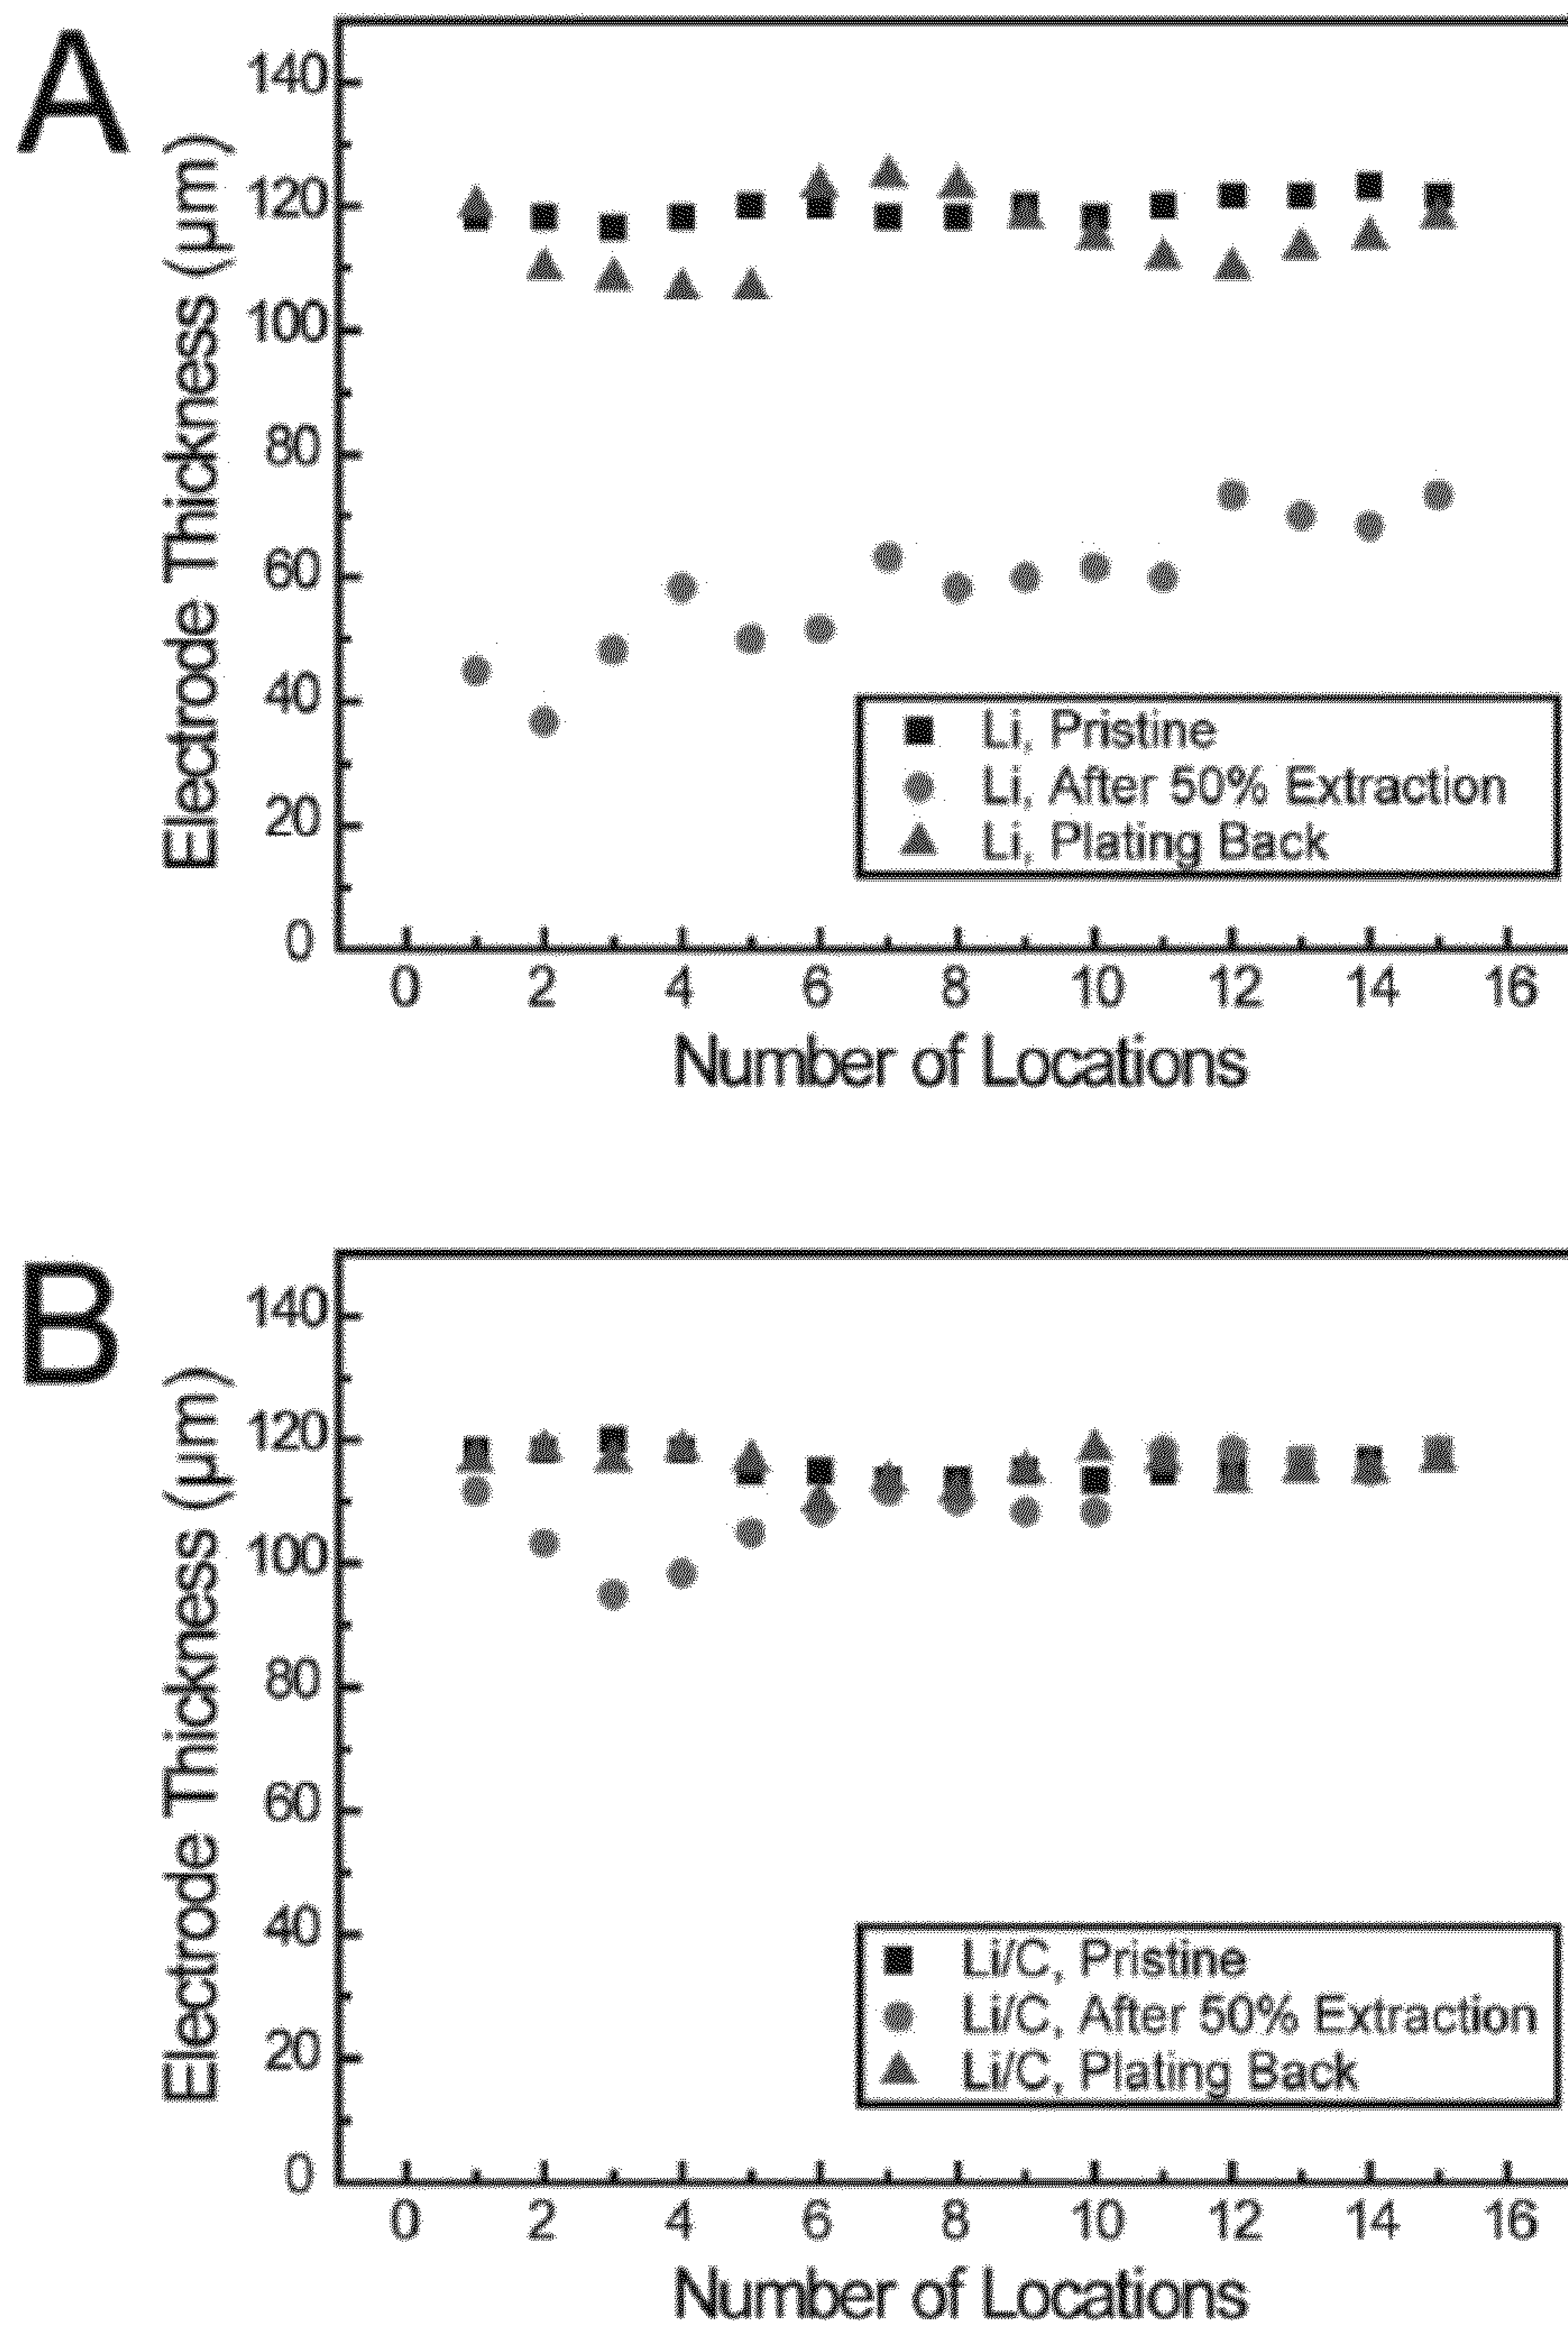 A
Electrode Thickness (μm)
140
120
100
80
60
40
20
0
Li, Pristine
Li, After 50% Extraction
Li, Plating Back
0 2 4 6 8 10 12 14 16
Number of Locations
B
Electrode Thickness (μm)
140
120
100
80
60
40
20
0
Li/C, Pristine
Li/C, After 50% Extraction
Li/C, Plating Back
0 2 4 6 8 10 12 14 16
Number of Locations